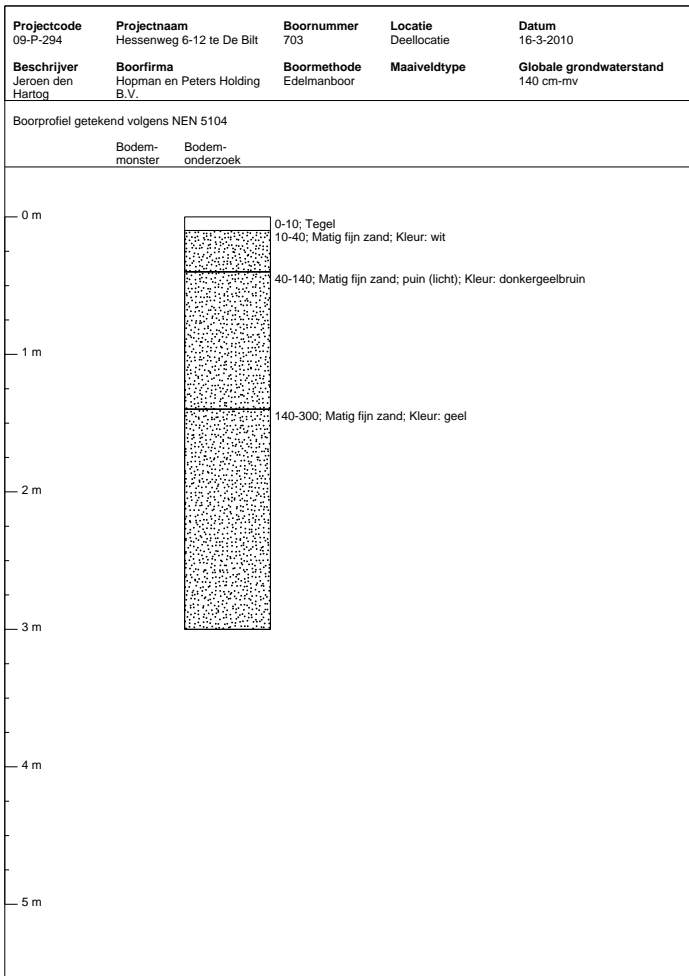 Projectcode Projectnaam Boornummer Locatie Datum
09-P-294 Hessenweg 6-12 te De Bilt 703 Deellocatie 16-3-2010
Beschrijver Boorfirma Boormethode Maaiveldtype Globale grondwaterstand
Jeroen den Hopman en Peters Holding Edelmanboor 140 cm-mv
Hartog B.V.
Boorprofiel getekend volgens NEN 5104
Bodem- Bodem-
monster onderzoek
0 m
0-10; Tegel
10-40; Matig fijn zand; Kleur: wit
40-140; Matig fijn zand; puin (licht); Kleur: donkergeelbruin
1 m
140-300; Matig fijn zand; Kleur: geel
2 m
3 m
4 m
5 m